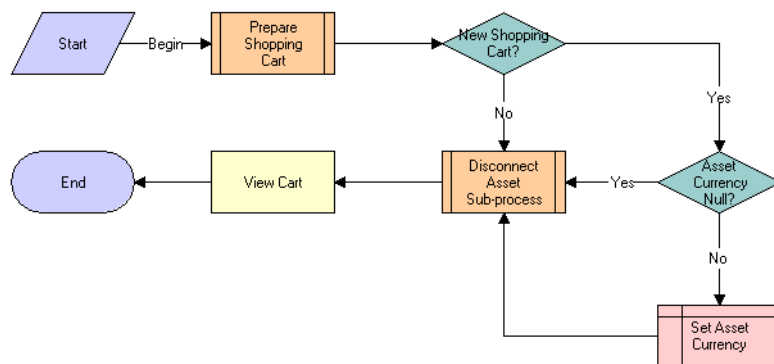 Start
Begin
Prepare
Shopping
Cart
New Shopping
Cart?
Yes
No
End
View Cart
Disconnect
Asset
Sub-process
Yes
Asset
Currency
Null?
No
Set Asset
Currency